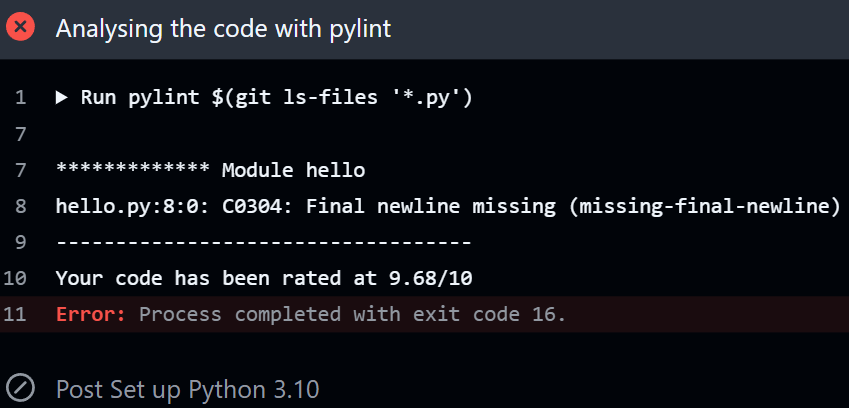 Analysing the code with pylint
1 ▶ Run pylint $(git ls-files '*.py')
7
7 ************* Module hello
8 hello.py:8:0: C0304: Final newline missing (missing-final-newline)
9 -----------------------------------
10 Your code has been rated at 9.68/10
11 Error: Process completed with exit code 16.
Post Set up Python 3.10